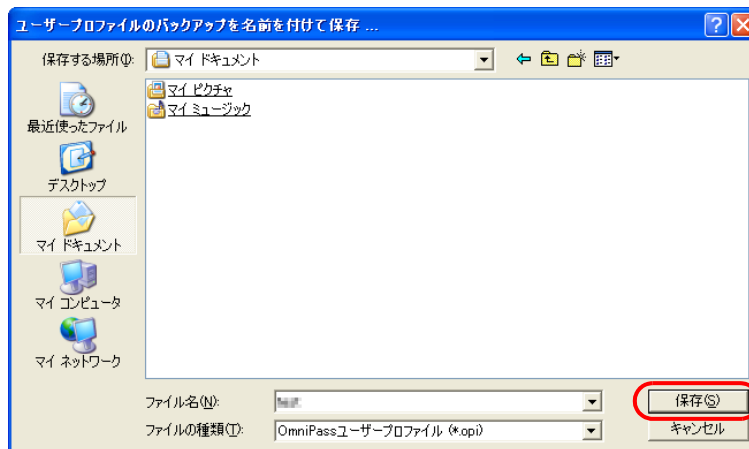 ユーザープロファイルのバックアップを名前を付けて保存 ...
保存する場所(I):
マイ ドキュメント
マイ ピクチャ
マイ ミュージック
最近使ったファイル
デスクトップ
マイ ドキュメント
マイ コンピュータ
マイ ネットワーク
ファイル名(N):
保存(S)
ファイルの種類(T):
OmniPassユーザープロファイル (*.opi)
キャンセル